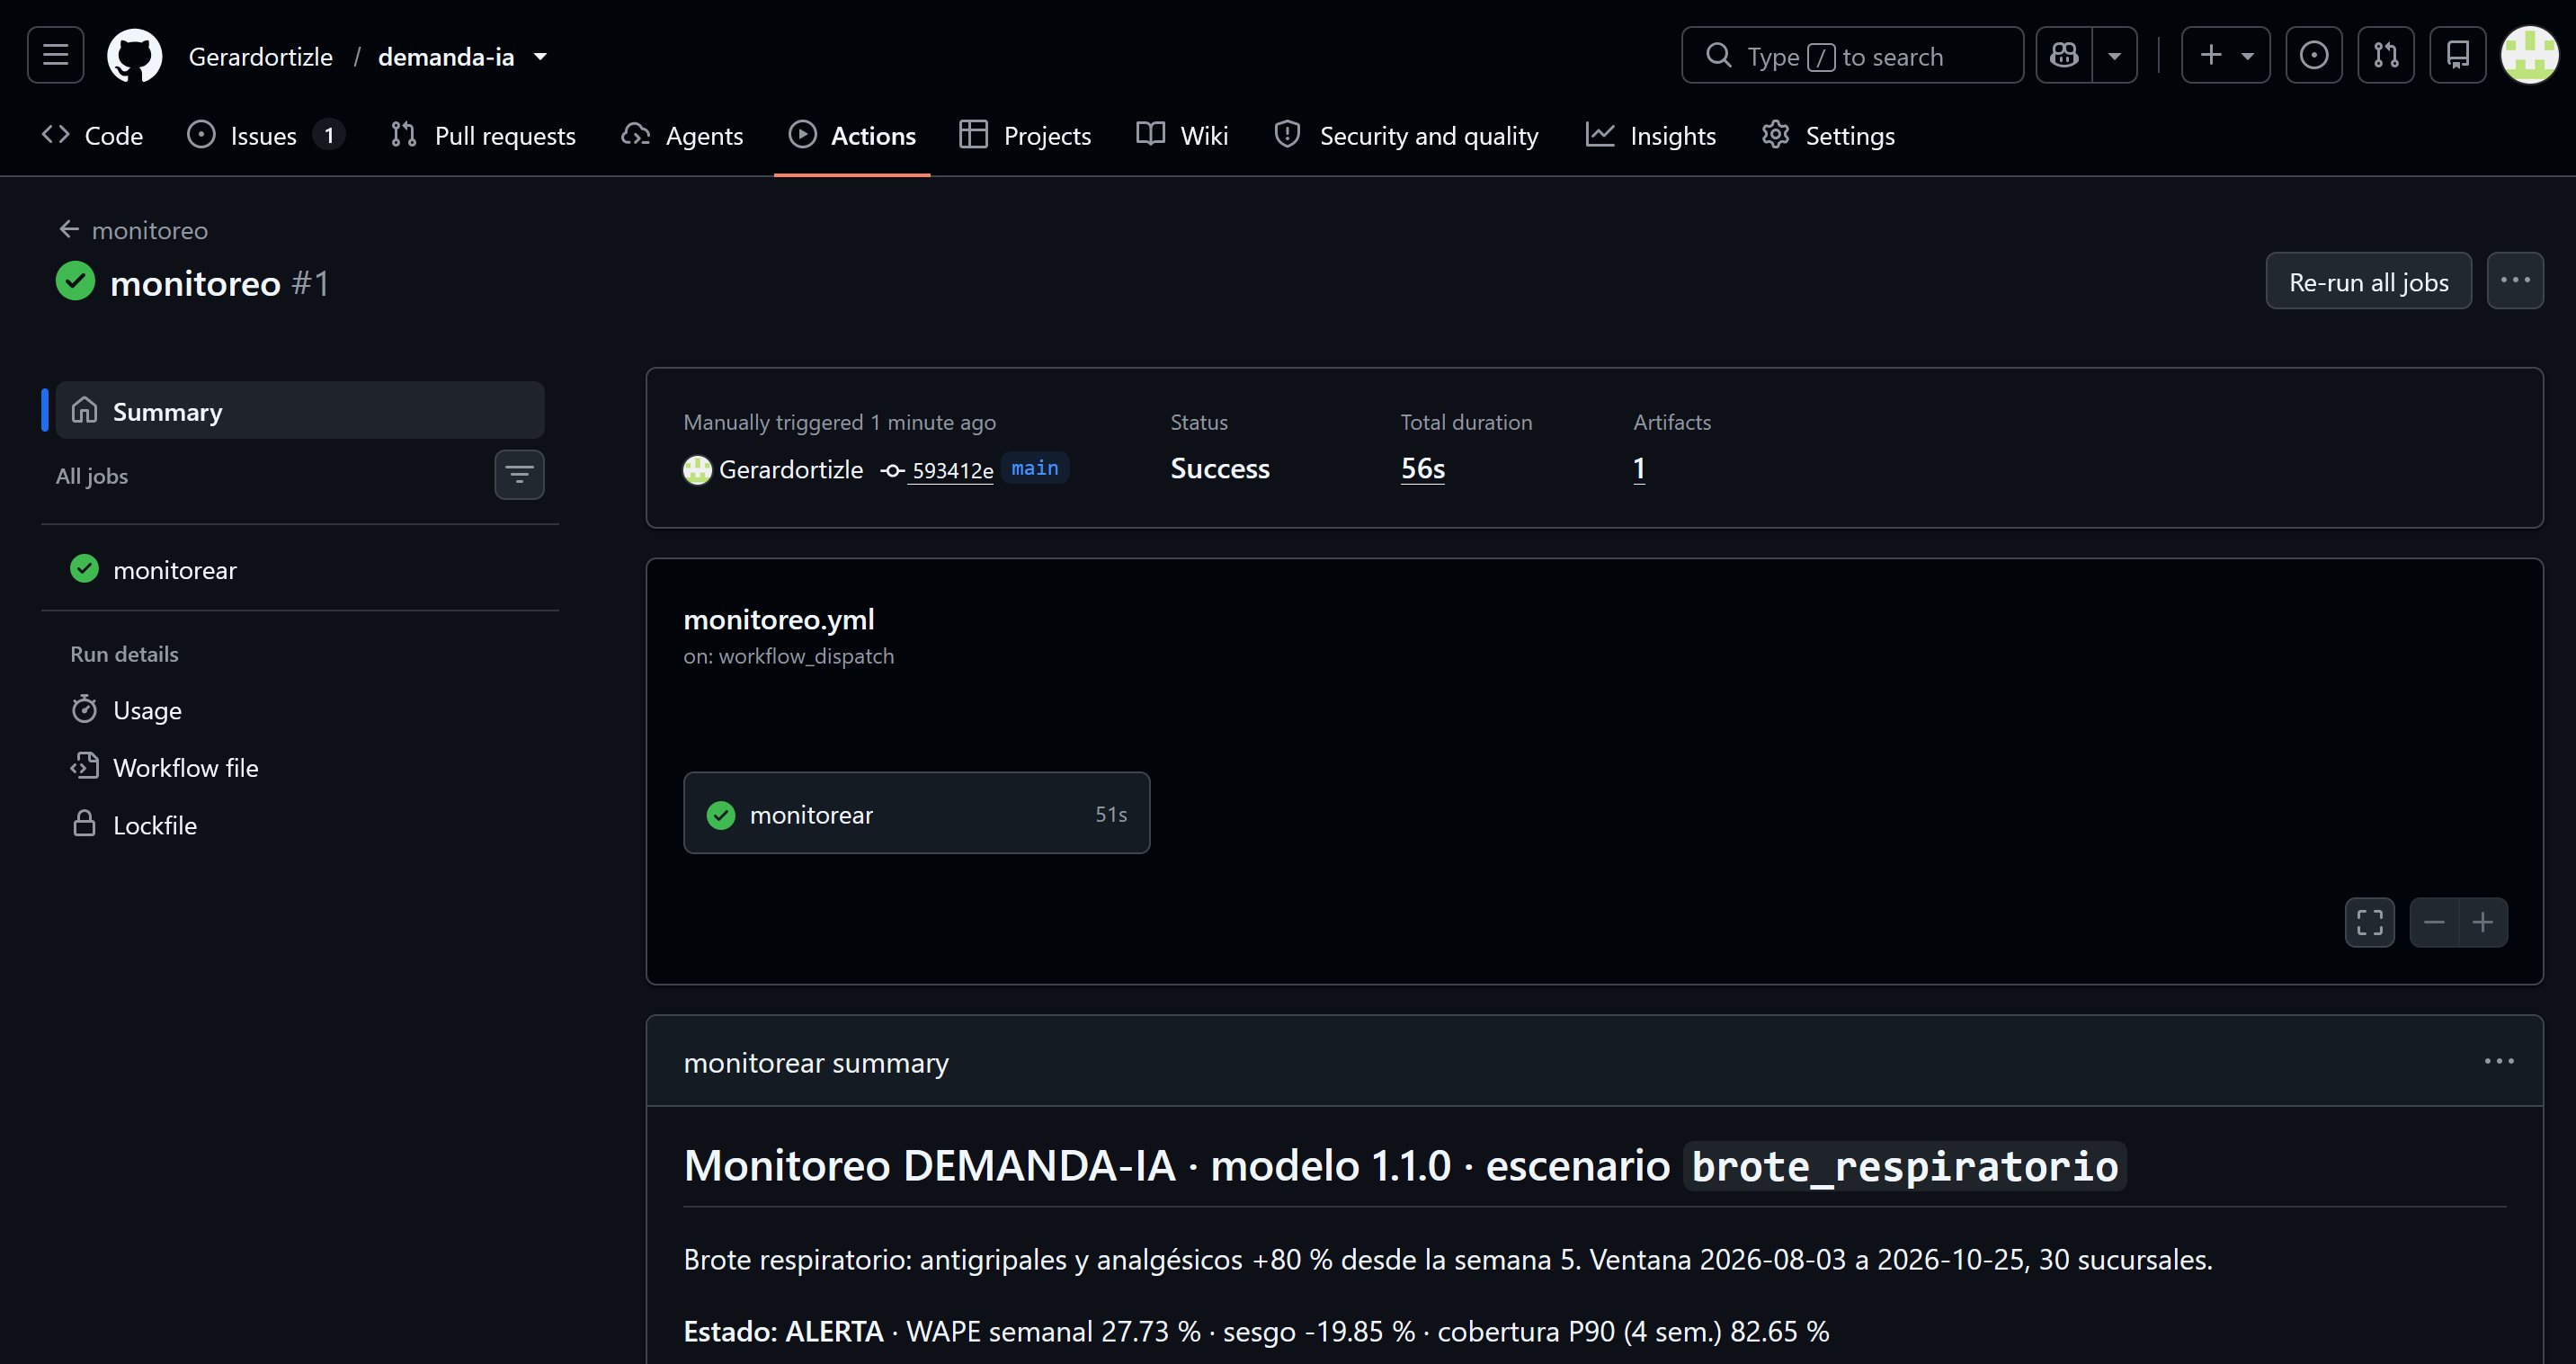 Gerardortizle / demanda-ia
Type / to search
Code
Issues 1
Pull requests
Agents
Actions
Projects
Wiki
Security and quality
Insights
Settings
monitoreo
monitoreo #1
Re-run all jobs
Summary
All jobs
monitorear
Run details
Usage
Workflow file
Lockfile
Manually triggered 1 minute ago
Gerardortizle 593412e main
Status
Success
Total duration
56s
Artifacts
1
monitoreo.yml
on: workflow_dispatch
monitorear 51s
monitorear summary
Monitoreo DEMANDA-IA · modelo 1.1.0 · escenario brote_respiratorio
Brote respiratorio: antigripales y analgésicos +80 % desde la semana 5. Ventana 2026-08-03 a 2026-10-25, 30 sucursales.
Estado: ALERTA · WAPE semanal 27.73 % · sesgo -19.85 % · cobertura P90 (4 sem.) 82.65 %